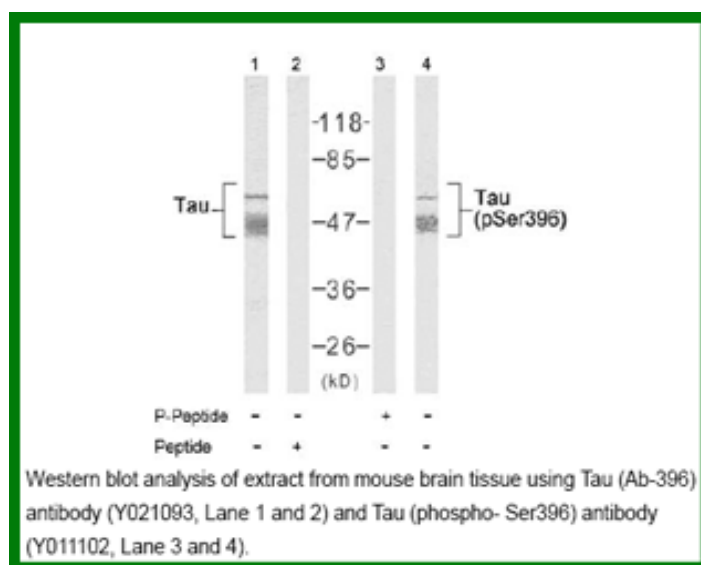 1 2 3 4
-118-
-85-
Tau
Tau
(pSer396)
-47-
-36-
-26-
(kD)
P-Peptide - - + -
Peptide - + - -
Western blot analysis of extract from mouse brain tissue using Tau (Ab-396)
antibody (Y021093, Lane 1 and 2) and Tau (phospho- Ser396) antibody
(Y011102, Lane 3 and 4).